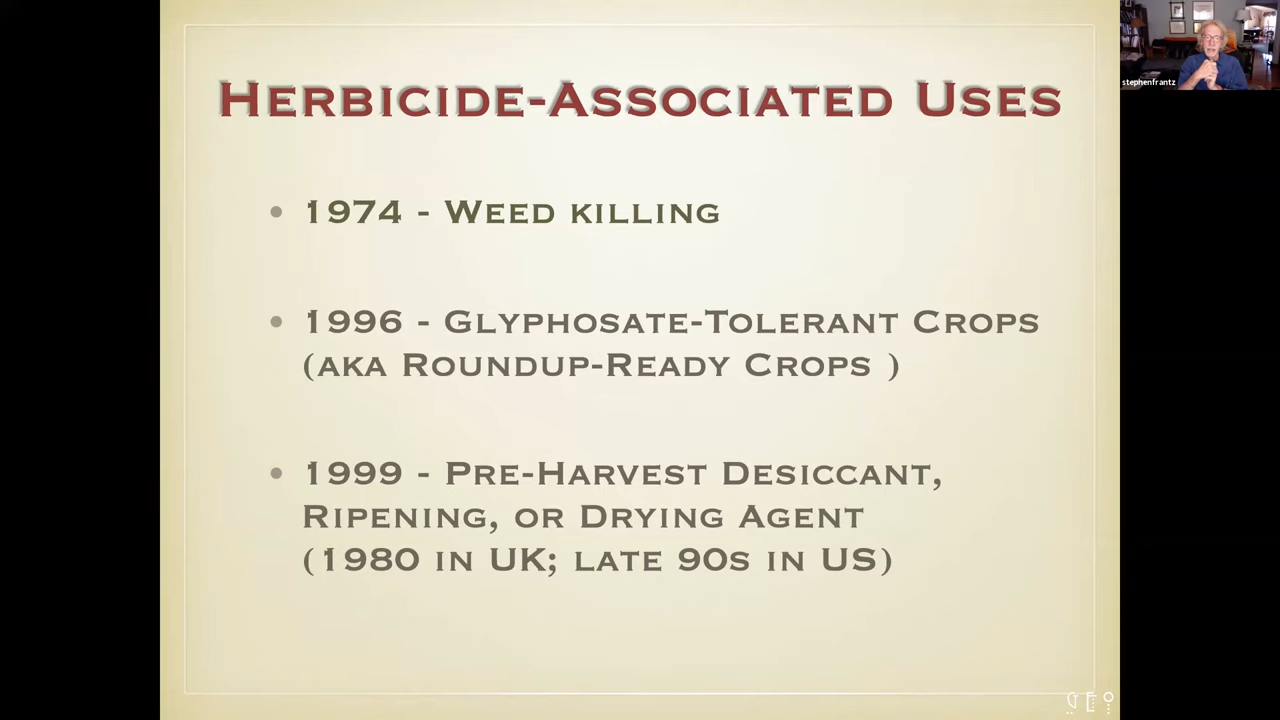 HERBICIDE-ASSOCIATED USES
• 1974 - WEED KILLING
• 1996 - GLYPHOSATE-TOLERANT CROPS
(AKA ROUNDUP-READY CROPS )
• 1999 - PRE-HARVEST DESICCANT,
RIPENING, OR DRYING AGENT
(1980 IN UK; LATE 90S IN US)
stephenfrantz